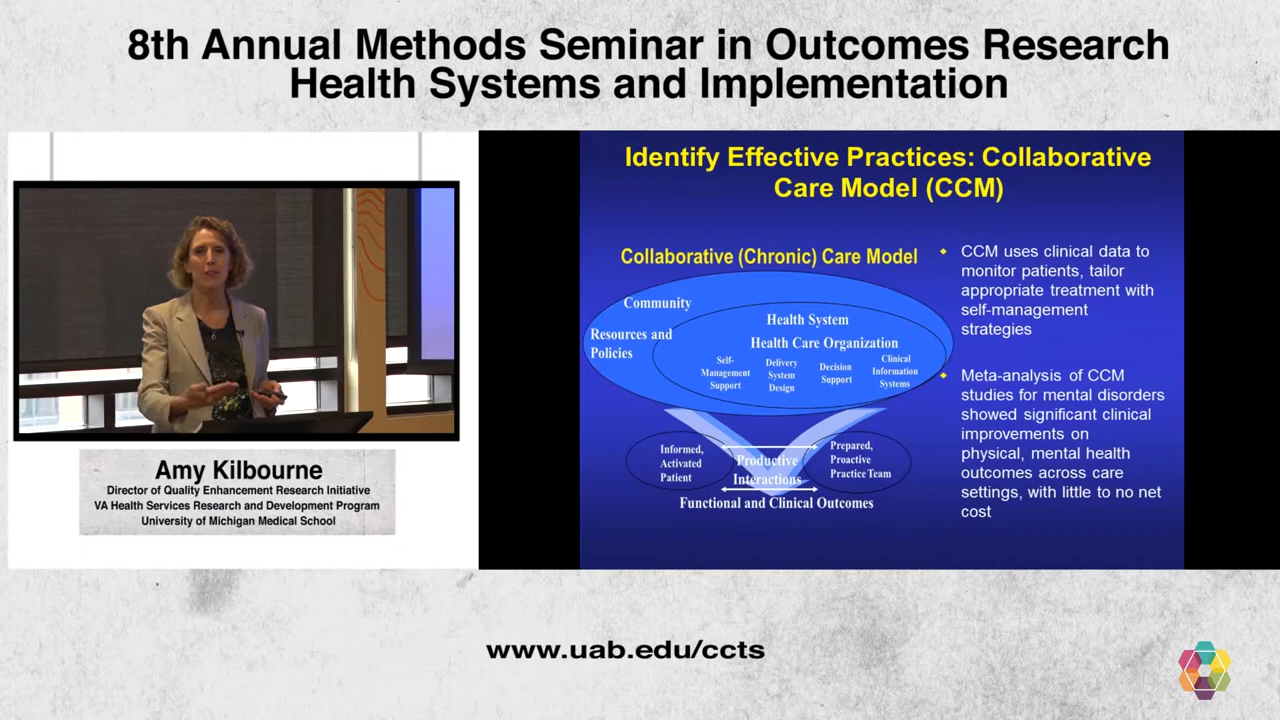 8th Annual Methods Seminar in Outcomes Research
Health Systems and Implementation
Amy Kilbourne
Director of Quality Enhancement Research Initiative
VA Health Services Research and Development Program
University of Michigan Medical School
Identify Effective Practices: Collaborative
Care Model (CCM)
Collaborative (Chronic) Care Model
Community
Resources and
Policies
Health System
Health Care Organization
Self-
Management
Support
Delivery
System
Design
Decision
Support
Clinical
Information
Systems
Informed,
Activated
Patient
Productive
Interactions
Prepared,
Proactive
Practice Team
Functional and Clinical Outcomes
CCM uses clinical data to
monitor patients, tailor
appropriate treatment with
self-management
strategies
Meta-analysis of CCM
studies for mental disorders
showed significant clinical
improvements on
physical, mental health
outcomes across care
settings, with little to no net
cost
www.uab.edu/ccts